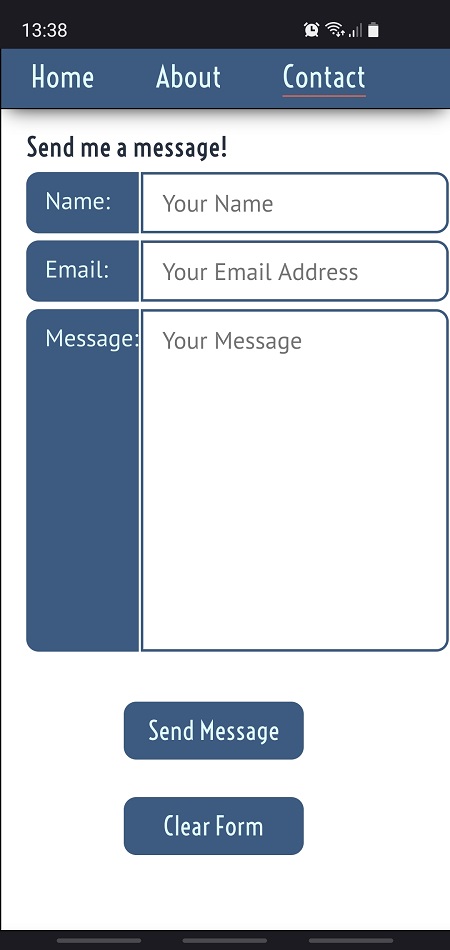 13:38
Home About Contact
Send me a message!
Name: Your Name
Email: Your Email Address
Message: Your Message
Send Message
Clear Form